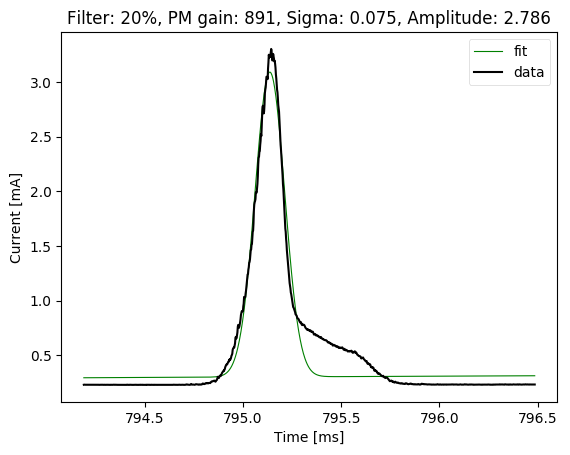 Filter: 20%, PM gain: 891, Sigma: 0.075, Amplitude: 2.786
fit
data
3.0
2.5
2.0
1.5
1.0
0.5
Current [mA]
794.5
795.0
795.5
796.0
796.5
Time [ms]